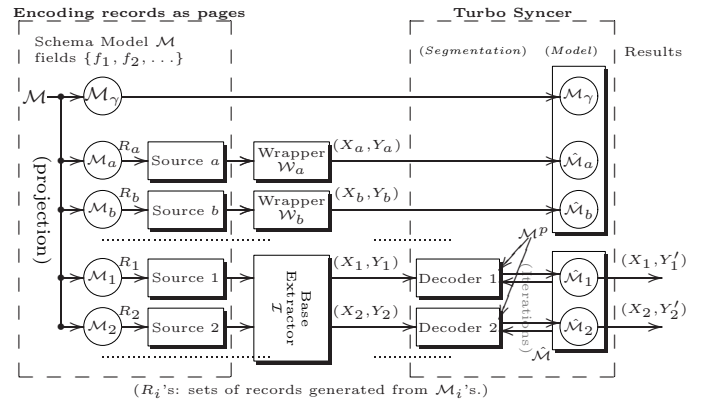 Encoding records as pages
Turbo Syncer
Schema Model ℳ
fields {f₁, f₂, . . .}
(Segmentation) (Model) Results
ℳ ℳγ ℳγ
ℳa Rₐ Source a Wrapper 𝒲a (Xₐ,Yₐ) ℳ̂a
ℳb R_b Source b Wrapper 𝒲b (X_b,Y_b) ℳ̂b
(projection)
ℳᵖ
ℳ₁ R₁ Source 1 (X₁,Y₁) Decoder 1 ℳ̂₁ (X₁,Y₁′)
Base Extractor ℐ
(iterations)
ℳ₂ R₂ Source 2 (X₂,Y₂) Decoder 2 ℳ̂₂ (X₂,Y₂′)
ℳ̂
(Rᵢ's: sets of records generated from ℳᵢ's.)